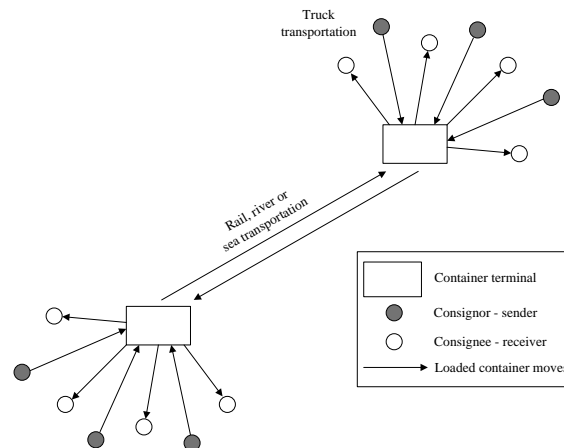 Truck
transportation
Rail, river or
sea transportation
Container terminal
Consignor - sender
Consignee - receiver
Loaded container moves